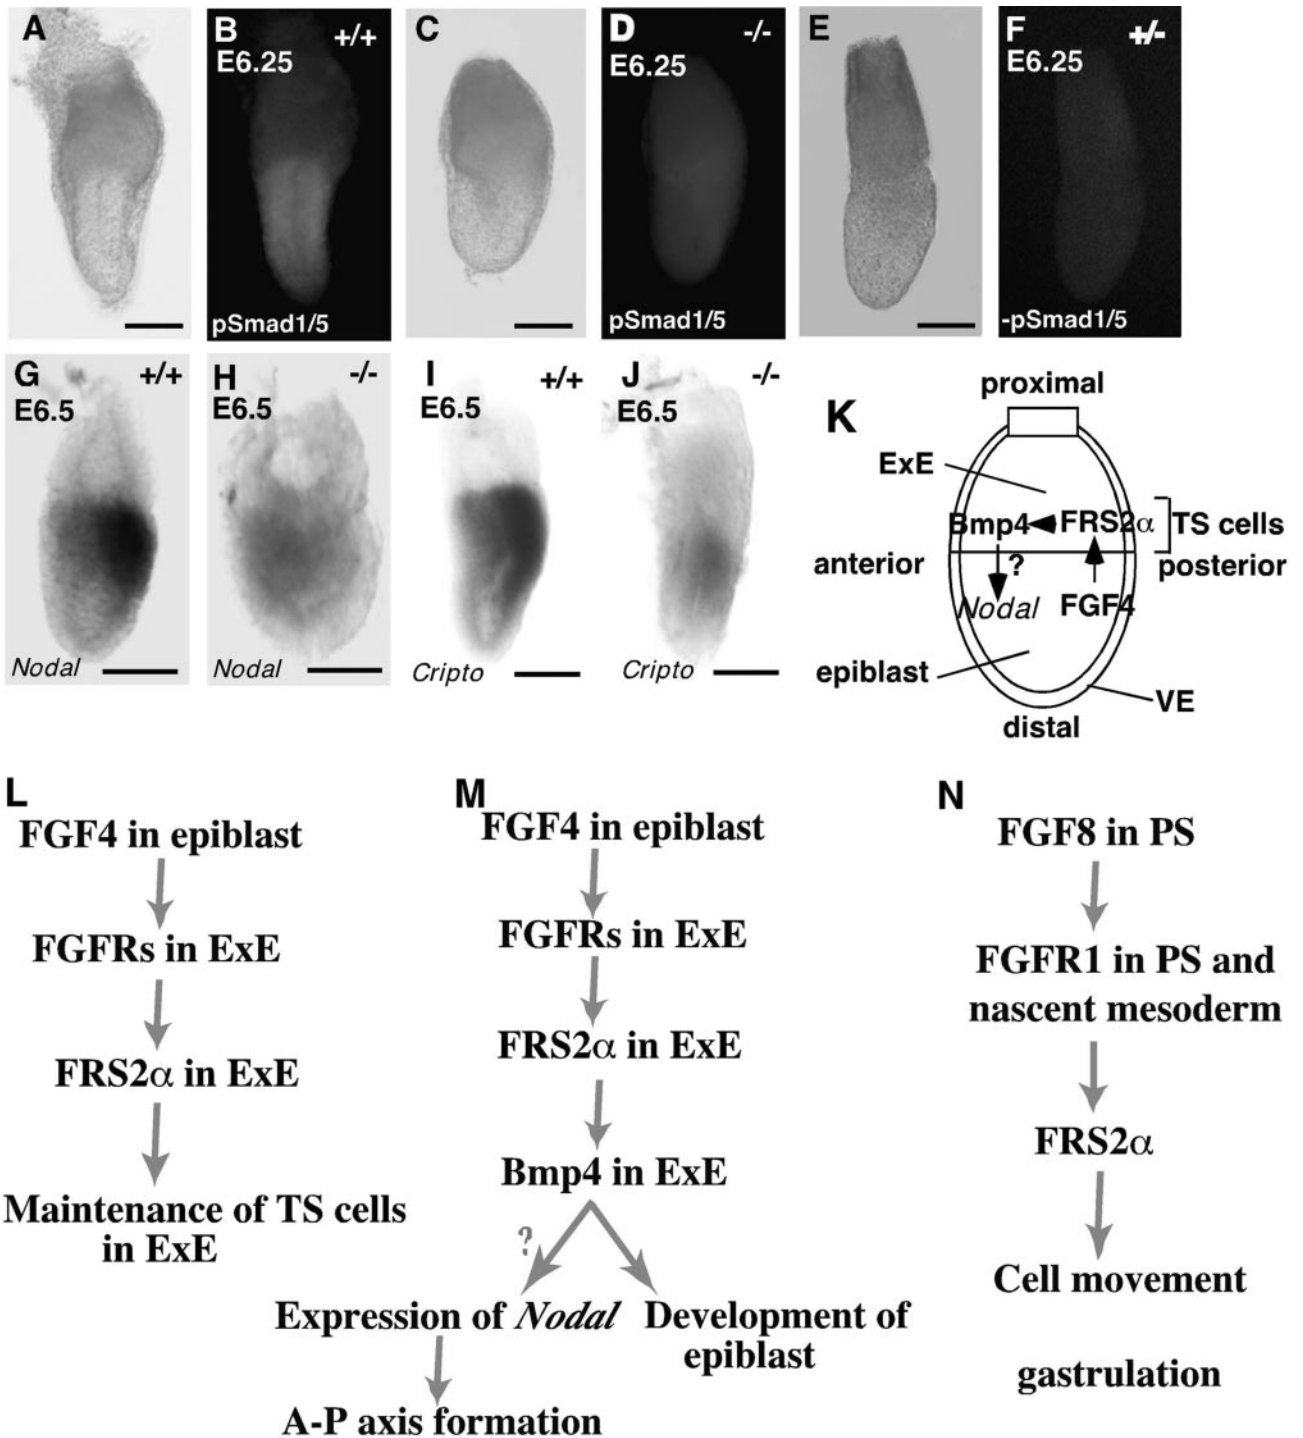 A
B
+/+
E6.25
pSmad1/5
C
D
-/-
E6.25
pSmad1/5
E
F
+/-
E6.25
-pSmad1/5
G
+/+
E6.5
Nodal
H
-/-
E6.5
Nodal
I
+/+
E6.5
Cripto
J
-/-
E6.5
Cripto
K
proximal
ExE
Bmp4
FRS2α
TS cells
anterior
?
posterior
Nodal
FGF4
epiblast
VE
distal
L
FGF4 in epiblast
FGFRs in ExE
FRS2α in ExE
Maintenance of TS cells
in ExE
M
FGF4 in epiblast
FGFRs in ExE
FRS2α in ExE
Bmp4 in ExE
?
Expression of Nodal
Development of
epiblast
A-P axis formation
N
FGF8 in PS
FGFR1 in PS and
nascent mesoderm
FRS2α
Cell movement
gastrulation